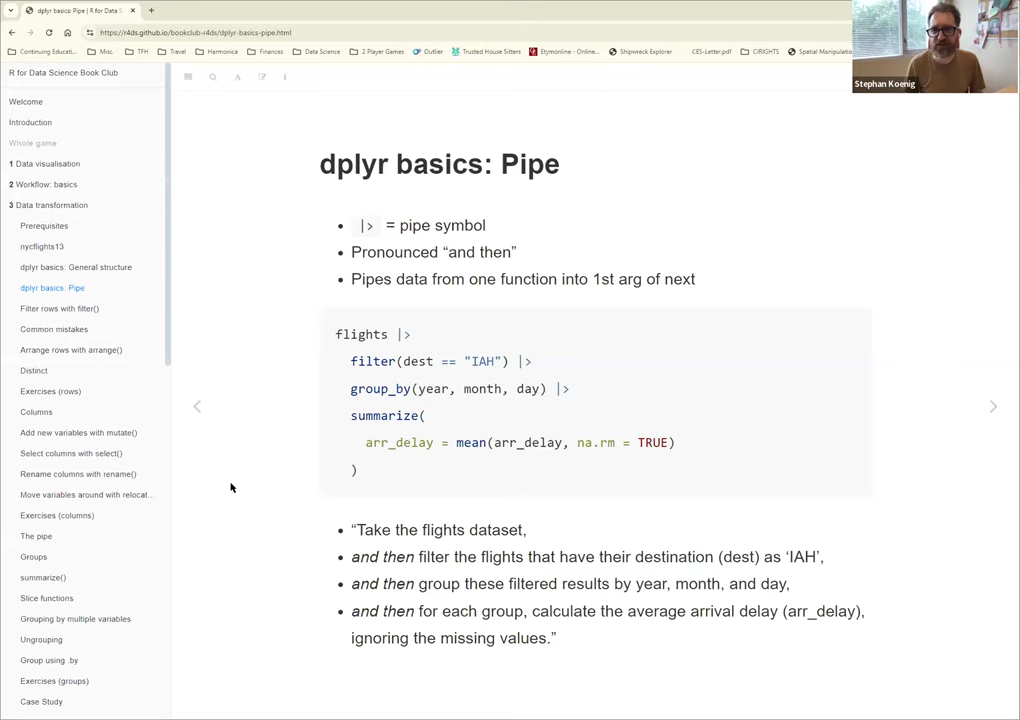 dplyr basics: Pipe | R for Data S
https://r4ds.github.io/bookclub-r4ds/dplyr-basics-pipe.html
Continuing Educati... Misc. TFH Travel Harmonica Finances Data Science 2 Player Games Outlier Trusted House Sitters Etymonline - Online... Shipwreck Explorer CES-Letter.pdf CIRIGHTS Spatial Manipulatio
Stephan Koenig
R for Data Science Book Club
Welcome
Introduction
Whole game
1 Data visualisation
2 Workflow: basics
3 Data transformation
Prerequisites
nycflights13
dplyr basics: General structure
dplyr basics: Pipe
Filter rows with filter()
Common mistakes
Arrange rows with arrange()
Distinct
Exercises (rows)
Columns
Add new variables with mutate()
Select columns with select()
Rename columns with rename()
Move variables around with relocat...
Exercises (columns)
The pipe
Groups
summarize()
Slice functions
Grouping by multiple variables
Ungrouping
Group using .by
Exercises (groups)
Case Study
dplyr basics: Pipe
• |> = pipe symbol
• Pronounced “and then”
• Pipes data from one function into 1st arg of next
flights |>
filter(dest == "IAH") |>
group_by(year, month, day) |>
summarize(
arr_delay = mean(arr_delay, na.rm = TRUE)
)
• “Take the flights dataset,
• and then filter the flights that have their destination (dest) as ‘IAH’,
• and then group these filtered results by year, month, and day,
• and then for each group, calculate the average arrival delay (arr_delay),
ignoring the missing values.”